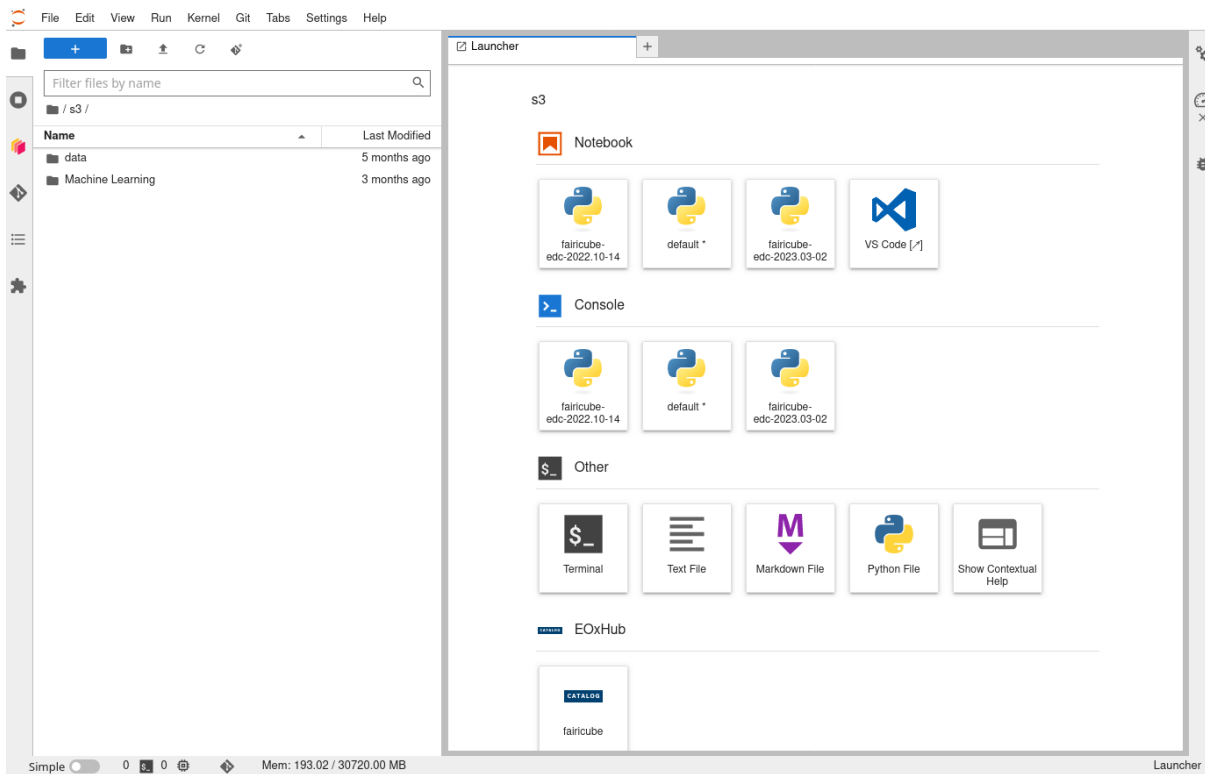 File Edit View Run Kernel Git Tabs Settings Help
+
Filter files by name
/ s3 /
Name Last Modified
data 5 months ago
Machine Learning 3 months ago
Launcher +
s3
Notebook
fairicube-
edc-2022.10-14
default *
fairicube-
edc-2023.03-02
VS Code [↗]
>_ Console
fairicube-
edc-2022.10-14
default *
fairicube-
edc-2023.03-02
$_ Other
$_
Terminal
Text File
M
Markdown File
Python File
Show Contextual
Help
CATALOG EOxHub
CATALOG
fairicube
Simple 0 $_ 0 Mem: 193.02 / 30720.00 MB Launcher